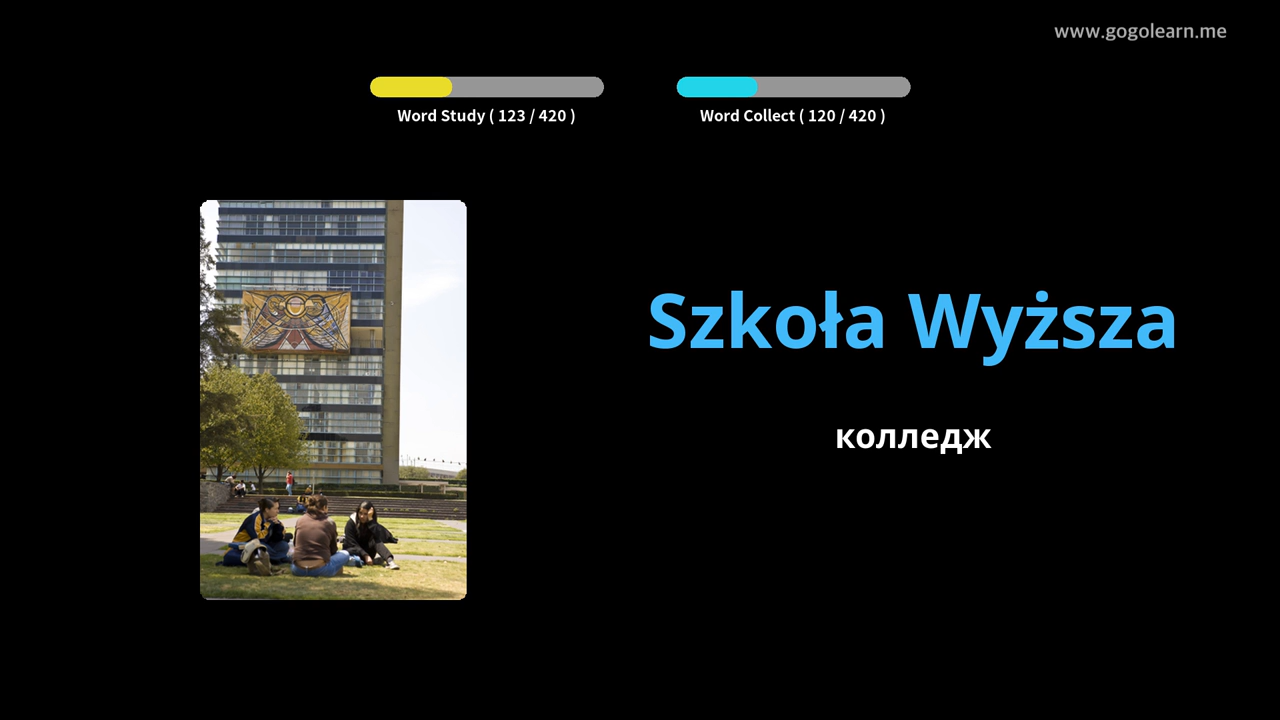 www.gogolearn.me
Word Study ( 123 / 420 )
Word Collect ( 120 / 420 )
Szkoła Wyższa
колледж